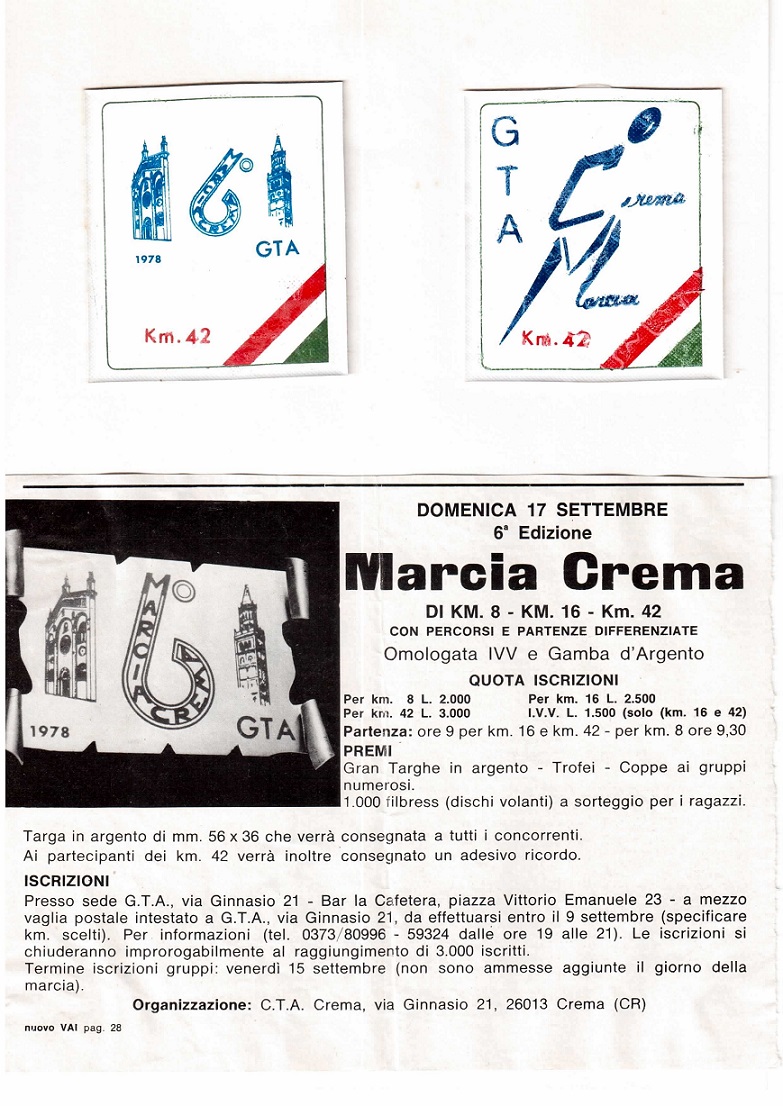 MARCIA CREMA
6°
1978
GTA
Km. 42
GTA
Crema
Marcia
Km. 42
DOMENICA 17 SETTEMBRE
6ª Edizione
Marcia Crema
DI KM. 8 - KM. 16 - Km. 42
CON PERCORSI E PARTENZE DIFFERENZIATE
Omologata IVV e Gamba d'Argento
QUOTA ISCRIZIONI
Per km. 8 L. 2.000 Per km. 16 L. 2.500
Per km. 42 L. 3.000 I.V.V. L. 1.500 (solo (km. 16 e 42)
Partenza: ore 9 per km. 16 e km. 42 - per km. 8 ore 9,30
PREMI
Gran Targhe in argento - Trofei - Coppe ai gruppi
numerosi.
1.000 filbress (dischi volanti) a sorteggio per i ragazzi.
MARCIA CREMA
6°
1978
GTA
Targa in argento di mm. 56 x 36 che verrà consegnata a tutti i concorrenti.
Ai partecipanti dei km. 42 verrà inoltre consegnato un adesivo ricordo.
ISCRIZIONI
Presso sede G.T.A., via Ginnasio 21 - Bar la Cafetera, piazza Vittorio Emanuele 23 - a mezzo
vaglia postale intestato a G.T.A., via Ginnasio 21, da effettuarsi entro il 9 settembre (specificare
km. scelti). Per informazioni (tel. 0373/80996 - 59324 dalle ore 19 alle 21). Le iscrizioni si
chiuderanno improrogabilmente al raggiungimento di 3.000 iscritti.
Termine iscrizioni gruppi: venerdì 15 settembre (non sono ammesse aggiunte il giorno della
marcia).
Organizzazione: C.T.A. Crema, via Ginnasio 21, 26013 Crema (CR)
nuovo VAI pag. 28